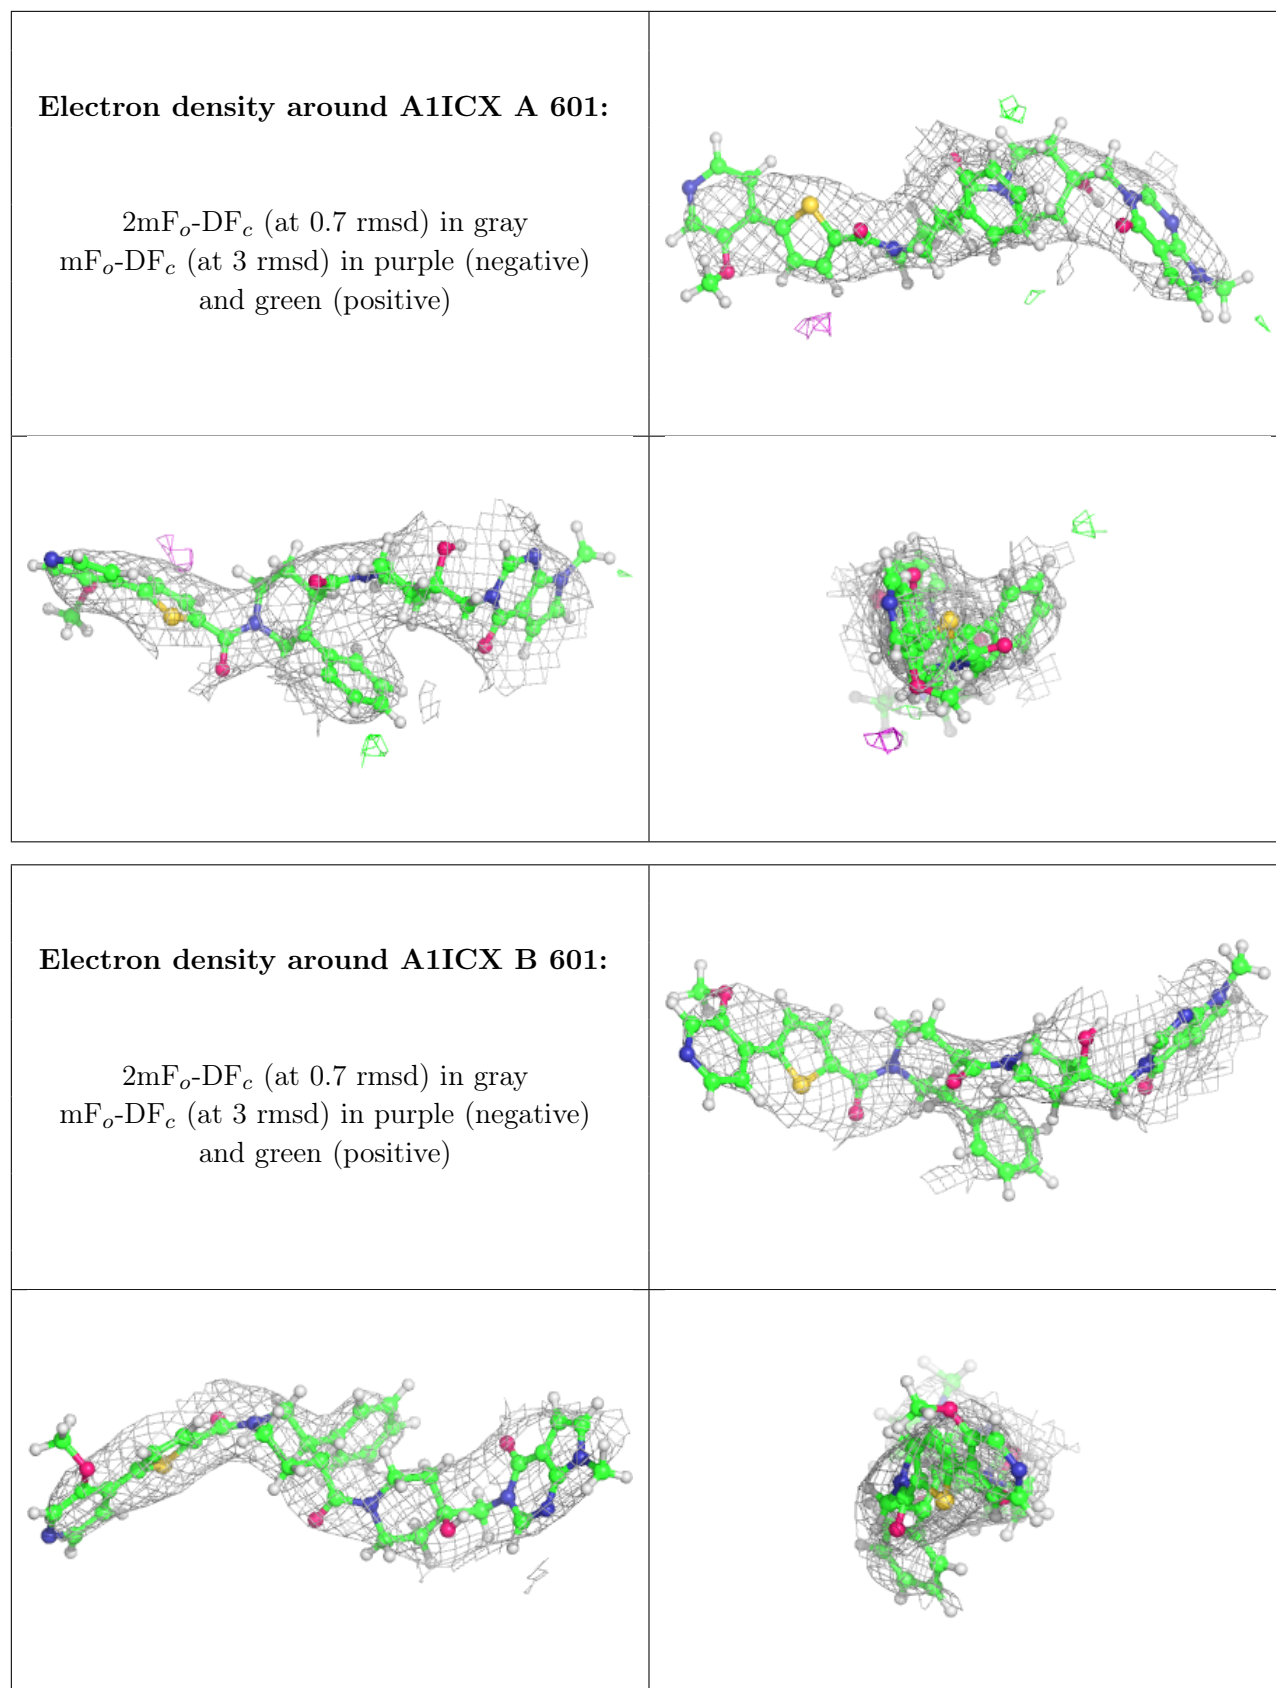 Electron density around A1ICX A 601:
2mFo-DFc (at 0.7 rmsd) in gray
mFo-DFc (at 3 rmsd) in purple (negative)
and green (positive)
Electron density around A1ICX B 601:
2mFo-DFc (at 0.7 rmsd) in gray
mFo-DFc (at 3 rmsd) in purple (negative)
and green (positive)